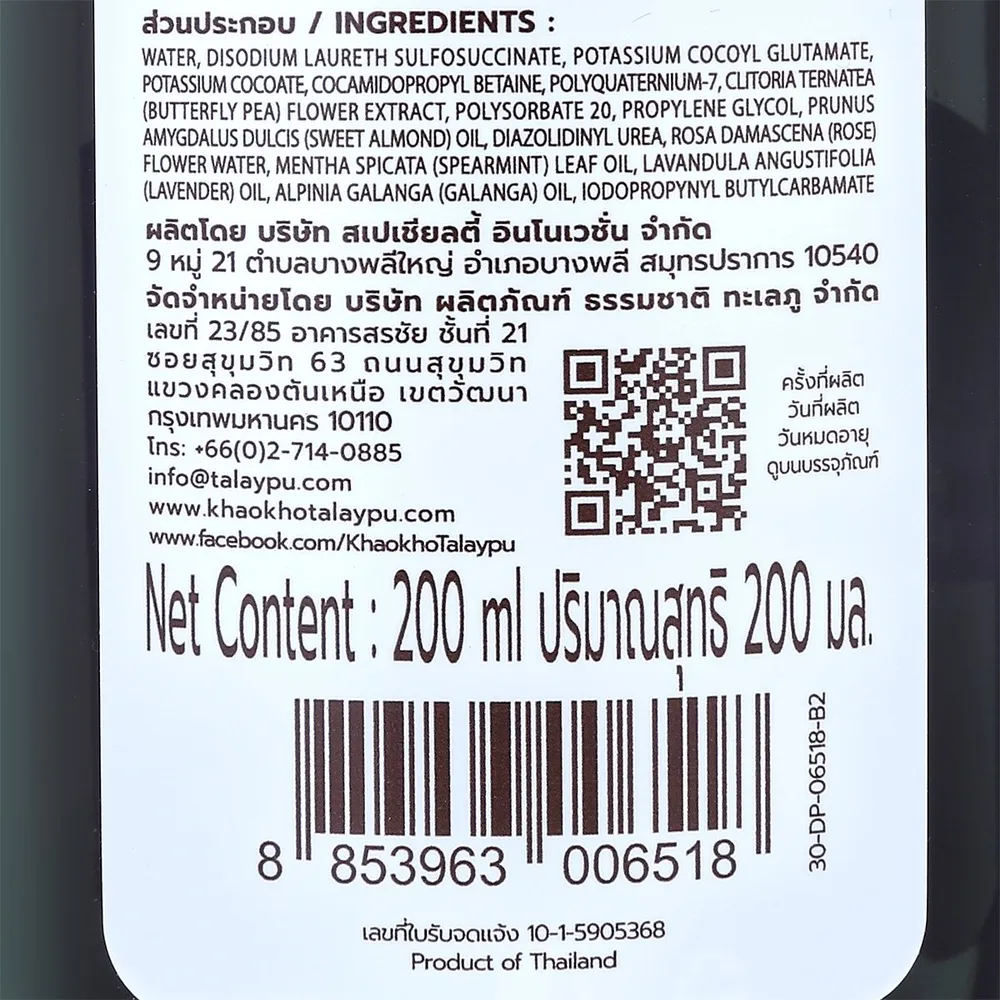 ส่วนประกอบ / INGREDIENTS :
WATER, DISODIUM LAURETH SULFOSUCCINATE, POTASSIUM COCOYL GLUTAMATE,
POTASSIUM COCOATE, COCAMIDOPROPYL BETAINE, POLYQUATERNIUM-7, CLITORIA TERNATEA
(BUTTERFLY PEA) FLOWER EXTRACT, POLYSORBATE 20, PROPYLENE GLYCOL, PRUNUS
AMYGDALUS DULCIS (SWEET ALMOND) OIL, DIAZOLIDINYL UREA, ROSA DAMASCENA (ROSE)
FLOWER WATER, MENTHA SPICATA (SPEARMINT) LEAF OIL, LAVANDULA ANGUSTIFOLIA
(LAVENDER) OIL, ALPINIA GALANGA (GALANGA) OIL, IODOPROPYNYL BUTYLCARBAMATE
ผลิตโดย บริษัท สเปเชียลตี้ อินโนเวชั่น จำกัด
9 หมู่ 21 ตำบลบางพลีใหญ่ อำเภอบางพลี สมุทรปราการ 10540
จัดจำหน่ายโดย บริษัท ผลิตภัณฑ์ ธรรมชาติ ทะเลภู จำกัด
เลขที่ 23/85 อาคารสรชัย ชั้นที่ 21
ซอยสุขุมวิท 63 ถนนสุขุมวิท
แขวงคลองตันเหนือ เขตวัฒนา
กรุงเทพมหานคร 10110
โทร: +66(0)2-714-0885
info@talaypu.com
www.khaokhotalaypu.com
www.facebook.com/KhaokhoTalaypu
ครั้งที่ผลิต
วันที่ผลิต
วันหมดอายุ
ดูบนบรรจุภัณฑ์
Net Content : 200 ml ปริมาณสุทธิ 200 มล.
8 853963 006518
30-DP-06518-B2
เลขที่ใบรับจดแจ้ง 10-1-5905368
Product of Thailand